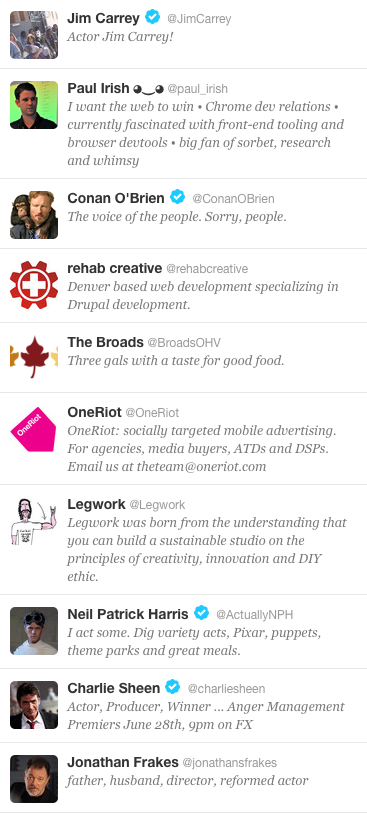 Jim Carrey @JimCarrey
Actor Jim Carrey!
Paul Irish ◕‿◕ @paul_irish
I want the web to win • Chrome dev relations •
currently fascinated with front-end tooling and
browser devtools • big fan of sorbet, research
and whimsy
Conan O'Brien @ConanOBrien
The voice of the people. Sorry, people.
rehab creative @rehabcreative
Denver based web development specializing in
Drupal development.
The Broads @BroadsOHV
Three gals with a taste for good food.
OneRiot
OneRiot @OneRiot
OneRiot: socially targeted mobile advertising.
For agencies, media buyers, ATDs and DSPs.
Email us at theteam@oneriot.com
Legwork @Legwork
Legwork was born from the understanding that
you can build a sustainable studio on the
principles of creativity, innovation and DIY
ethic.
Neil Patrick Harris @ActuallyNPH
I act some. Dig variety acts, Pixar, puppets,
theme parks and great meals.
Charlie Sheen @charliesheen
Actor, Producer, Winner ... Anger Management
Premiers June 28th, 9pm on FX
Jonathan Frakes @jonathansfrakes
father, husband, director, reformed actor